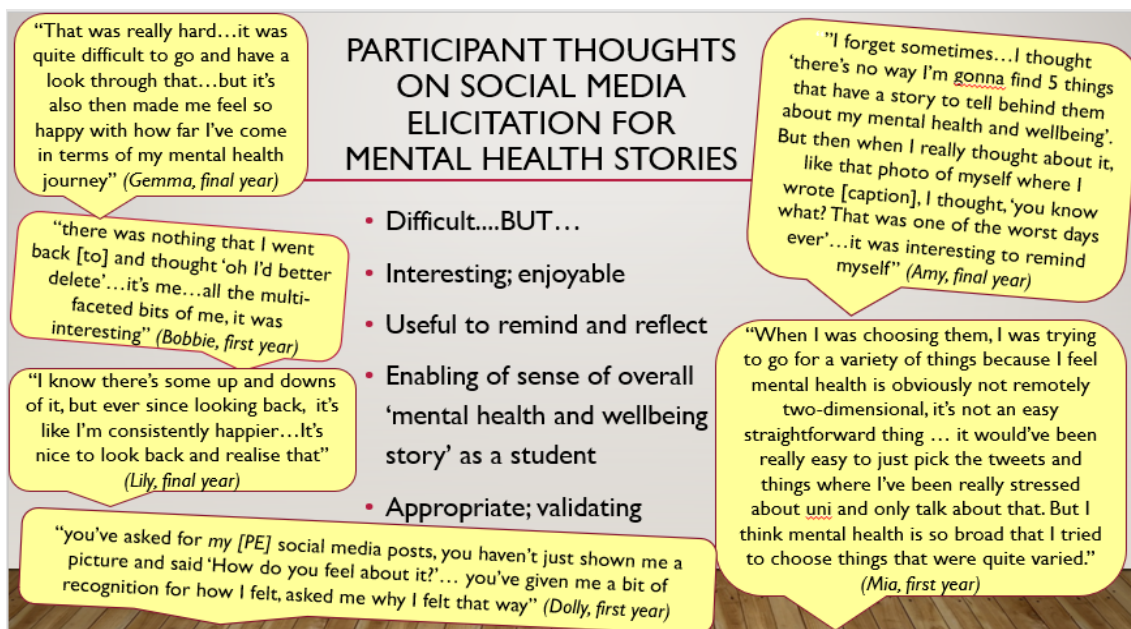 “That was really hard…it was
quite difficult to go and have a
look through that…but it’s
also then made me feel so
happy with how far I’ve come
in terms of my mental health
journey” (Gemma, final year)
“there was nothing that I went
back [to] and thought ‘oh I’d better
delete’…it’s me…all the multi-
faceted bits of me, it was
interesting” (Bobbie, first year)
“I know there’s some up and downs
of it, but ever since looking back,  it’s
like I’m consistently happier…It’s
nice to look back and realise that”
(Lily, final year)
PARTICIPANT THOUGHTS
ON SOCIAL MEDIA
ELICITATION FOR
MENTAL HEALTH STORIES
• Difficult....BUT…
• Interesting; enjoyable
• Useful to remind and reflect
• Enabling of sense of overall
‘mental health and wellbeing
story’ as a student
• Appropriate; validating
“you’ve asked for my [PE] social media posts, you haven’t just shown me a
picture and said ‘How do you feel about it?’… you’ve given me a bit of
recognition for how I felt, asked me why I felt that way” (Dolly, first year)
“”I forget sometimes…I thought
‘there’s no way I’m gonna find 5 things
that have a story to tell behind them
about my mental health and wellbeing’.
But then when I really thought about it,
like that photo of myself where I
wrote [caption], I thought, ‘you know
what? That was one of the worst days
ever’…it was interesting to remind
myself” (Amy, final year)
“When I was choosing them, I was trying
to go for a variety of things because I feel
mental health is obviously not remotely
two-dimensional, it’s not an easy
straightforward thing … it would’ve been
really easy to just pick the tweets and
things where I’ve been really stressed
about uni and only talk about that. But I
think mental health is so broad that I tried
to choose things that were quite varied.”
(Mia, first year)